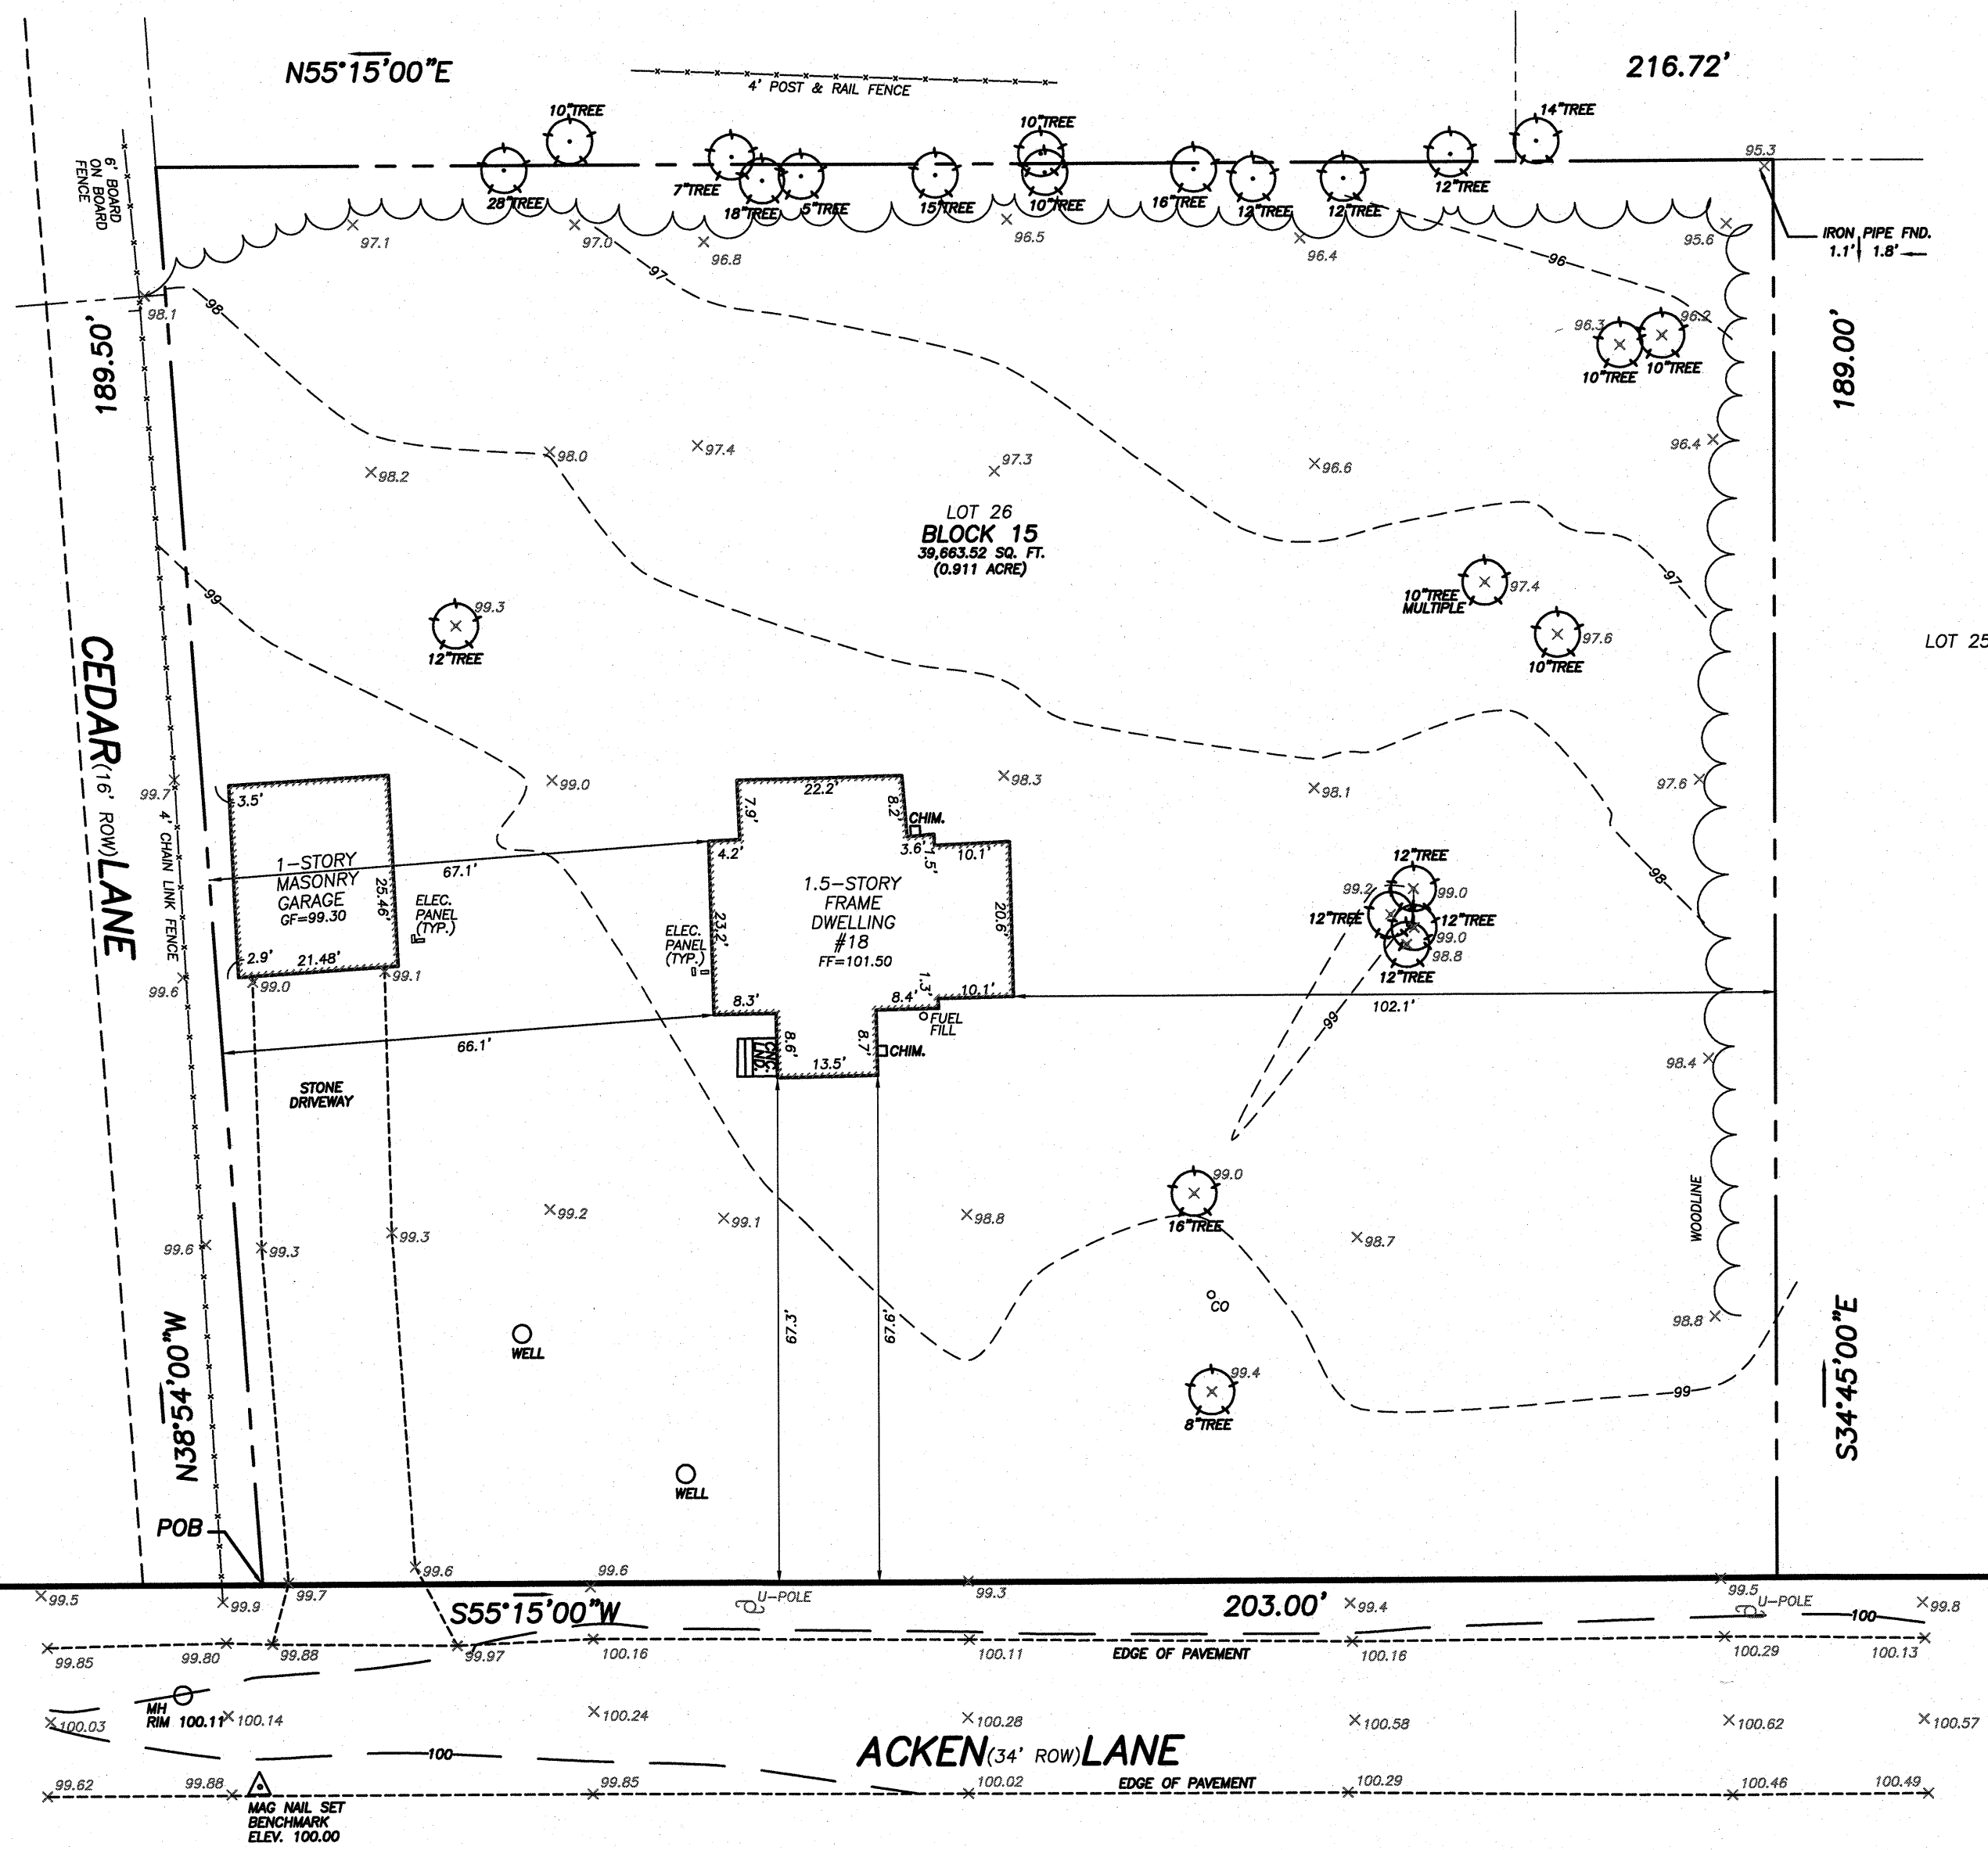 N55°15'00"E
216.72'
4' POST & RAIL FENCE
10"TREE
28"TREE
7"TREE
18"TREE
5"TREE
15"TREE
10"TREE
10"TREE
16"TREE
12"TREE
12"TREE
12"TREE
14"TREE
95.3
6' BOARD
ON BOARD
FENCE
97.1
97.0
96.8
96.5
96.4
95.6
IRON PIPE FND.
1.1' 1.8'
97
96
98
98.1
189.50'
96.3
96.2
10"TREE
10"TREE
189.00'
98.2
98.0
97.4
97.3
96.6
96.4
LOT 26
BLOCK 15
39,663.52 SQ. FT.
(0.911 ACRE)
99
99.3
12"TREE
10"TREE
MULTIPLE
97.4
97.6
10"TREE
97
LOT 25
CEDAR(16' ROW)LANE
99.7
4' CHAIN LINK FENCE
99.6
3.5'
1-STORY
MASONRY
GARAGE
GF=99.30
25.46'
2.9'
21.48'
99.0
99.1
67.1'
ELEC.
PANEL
(TYP.)
99.0
22.2'
7.9'
8.2'
CHIM.
4.2'
3.6'
1.5'
10.1'
1.5-STORY
FRAME
DWELLING
#18
FF=101.50
23.2'
20.6'
ELEC.
PANEL
(TYP.)
8.3'
8.4'
1.3'
10.1'
FUEL
FILL
8.6'
8.7'
CHIM.
CNC.
LND.
13.5'
66.1'
98.3
98.1
97.6
98
12"TREE
99.2
99.0
12"TREE
12"TREE
99.0
98.8
12"TREE
99
102.1'
98.4
STONE
DRIVEWAY
99.6
99.3
99.3
99.2
99.1
98.8
99.0
16"TREE
98.7
WOODLINE
CO
98.8
N38°54'00"W
WELL
67.3'
67.6'
99.4
8"TREE
99
S34°45'00"E
WELL
POB
99.5
99.9
99.7
99.6
99.6
S55°15'00"W
U-POLE
99.3
203.00'
99.4
99.5
U-POLE
99.8
100
99.85
99.80
99.88
99.97
100.16
100.11
EDGE OF PAVEMENT
100.16
100.29
100.13
MH
RIM 100.11
100.03
100.14
100.24
100.28
100.58
100.62
100.57
100
ACKEN(34' ROW)LANE
99.62
99.88
99.85
100.02
EDGE OF PAVEMENT
100.29
100.46
100.49
MAG NAIL SET
BENCHMARK
ELEV. 100.00